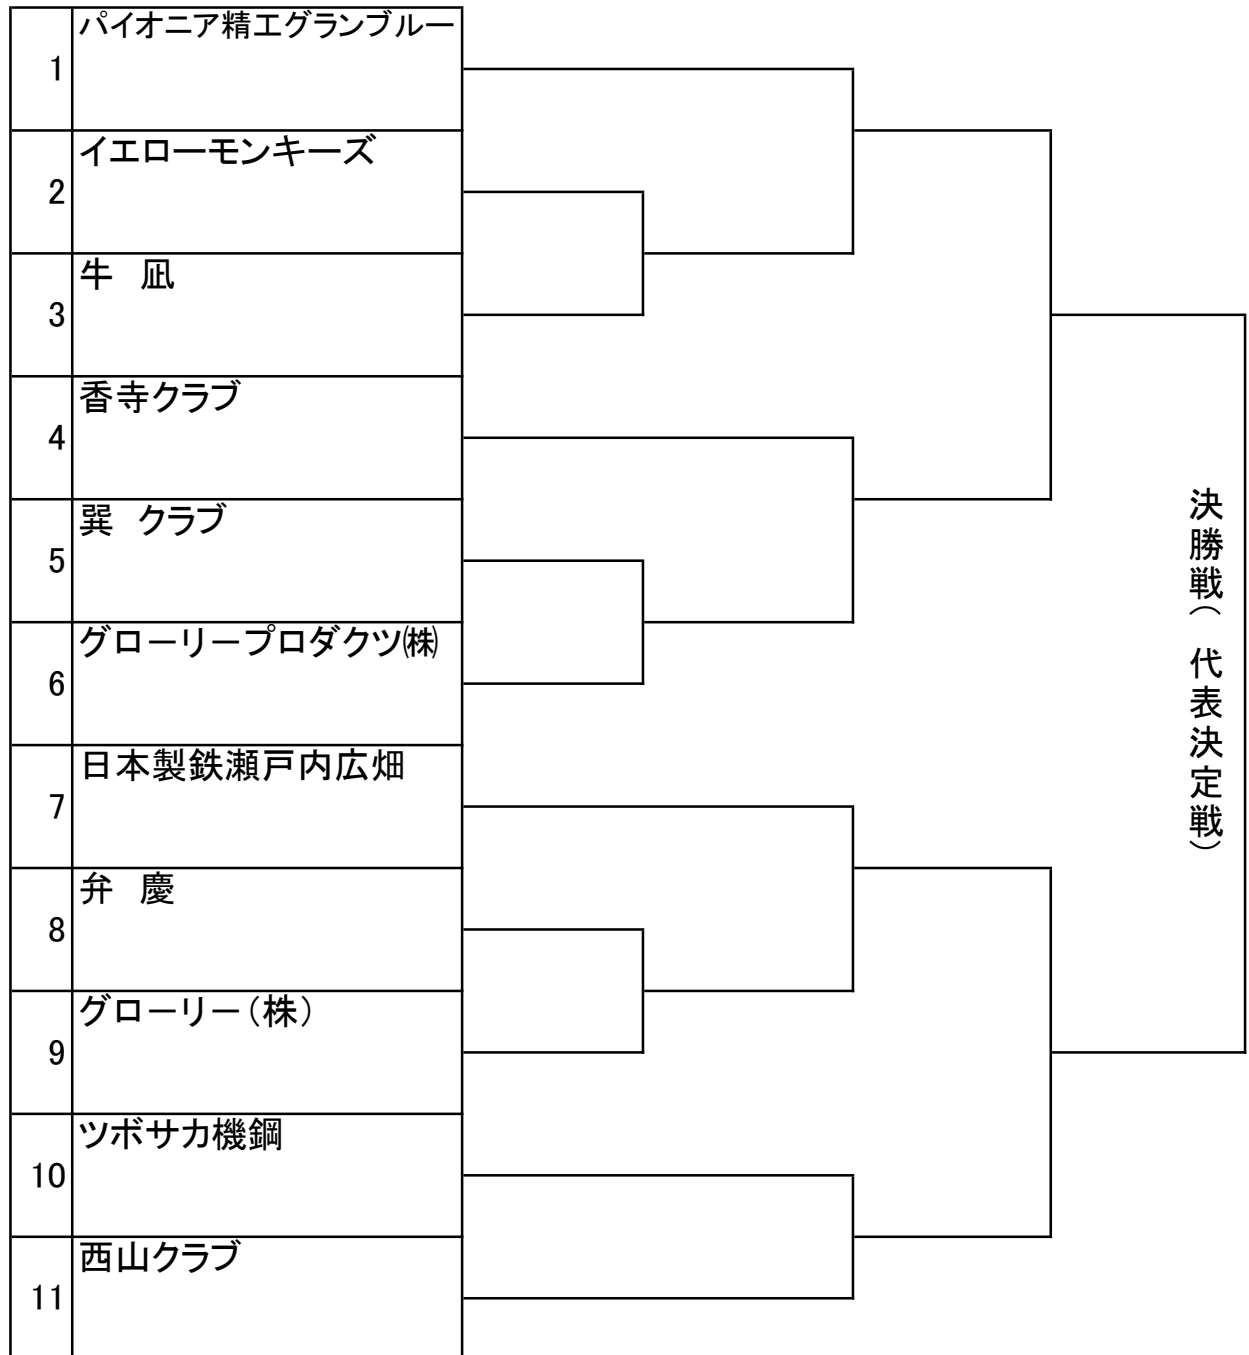 パイオニア精工グランブルー
1
イエローモンキーズ
2
牛　凪
3
香寺クラブ
4
巽　クラブ
5
グローリープロダクツ㈱
6
日本製鉄瀬戸内広畑
7
弁　慶
8
グローリー（株）
9
ツボサカ機鋼
10
西山クラブ
11
決勝戦（　代表決定戦）